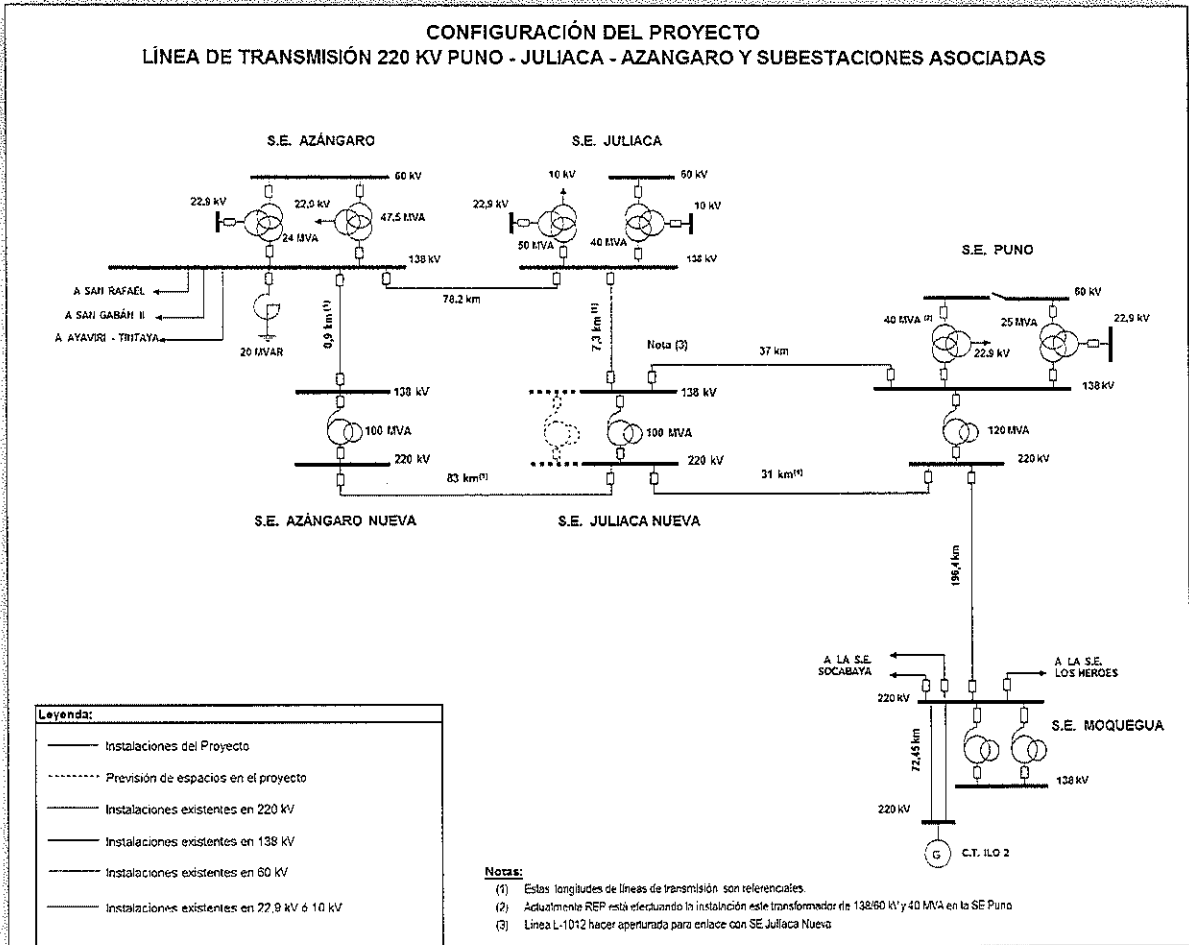 CONFIGURACIÓN DEL PROYECTO
LÍNEA DE TRANSMISIÓN 220 KV PUNO - JULIACA - AZANGARO Y SUBESTACIONES ASOCIADAS
S.E. AZÁNGARO
60 kV
22.9 kV
22,9 kV
47,5 MVA
24 MVA
138 kV
A SAN RAFAEL
A SAN GABÁN II
A AYAVIRI - TINTAYA
20 MVAR
0,9 km(1)
78.2 km
S.E. JULIACA
10 kV
60 kV
22,9 kV
10 kV
50 MVA
40 MVA
138 kV
7,3 km(1)
Nota (3)
37 km
S.E. PUNO
60 kV
40 MVA (2)
25 MVA
22,9 kV
22.9 kV
138 kV
120 MVA
220 kV
138 kV
100 MVA
220 kV
83 km(1)
S.E. AZÁNGARO NUEVA
138 kV
100 MVA
220 kV
31 km(1)
S.E. JULIACA NUEVA
196,4 km
A LA S.E.
SOCABAYA
A LA S.E.
LOS HEROES
220 kV
S.E. MOQUEGUA
72,45 km
138 kV
220 kV
G
C.T. ILO 2
Leyenda:
Instalaciones del Proyecto
Previsión de espacios en el proyecto
Instalaciones existentes en 220 kV
Instalaciones existentes en 138 kV
Instalaciones existentes en 60 kV
Instalaciones existentes en 22,9 kV ó 10 kV
Notas:
(1) Estas longitudes de líneas de transmisión son referenciales.
(2) Actualmente REP está efectuando la instalación este transformador de 138/60 kV y 40 MVA en la SE Puno
(3) Línea L-1012 hacer aperturada para enlace con SE Juliaca Nueva